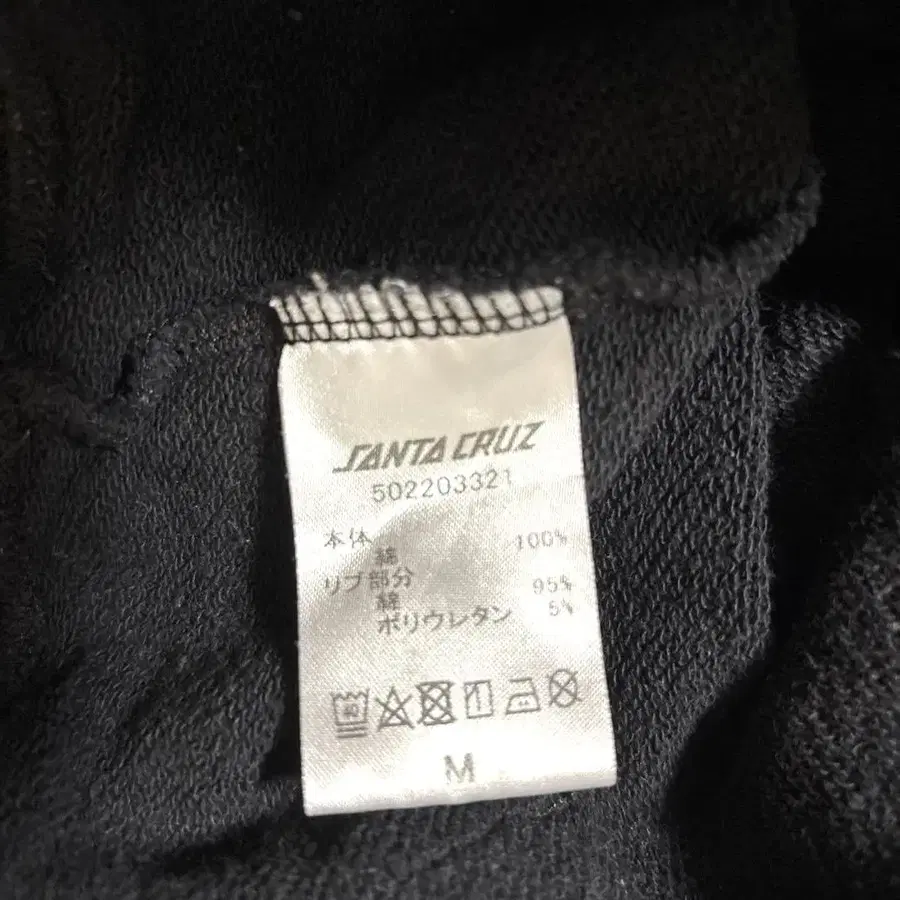 SANTA CRUZ
502203321
本体
綿 100%
リブ部分
綿 95%
ポリウレタン 5%
40
M